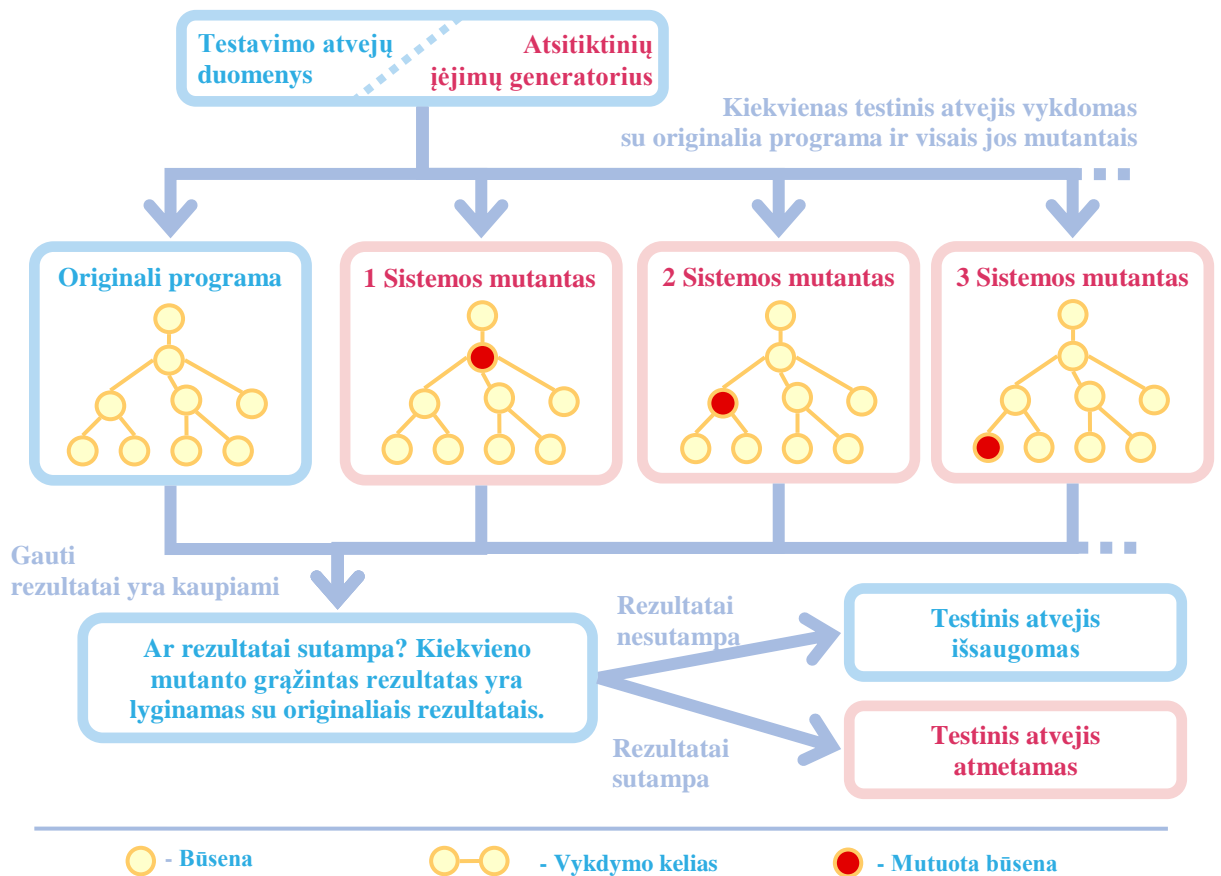 Testavimo atvejų
duomenys
Atsitiktinių
įėjimų generatorius
Kiekvienas testinis atvejis vykdomas
su originalia programa ir visais jos mutantais
Originali programa
1 Sistemos mutantas
2 Sistemos mutantas
3 Sistemos mutantas
Gauti
rezultatai yra kaupiami
Ar rezultatai sutampa? Kiekvieno
mutanto grąžintas rezultatas yra
lyginamas su originaliais rezultatais.
Rezultatai
nesutampa
Testinis atvejis
išsaugomas
Rezultatai
sutampa
Testinis atvejis
atmetamas
- Būsena
- Vykdymo kelias
- Mutuota būsena